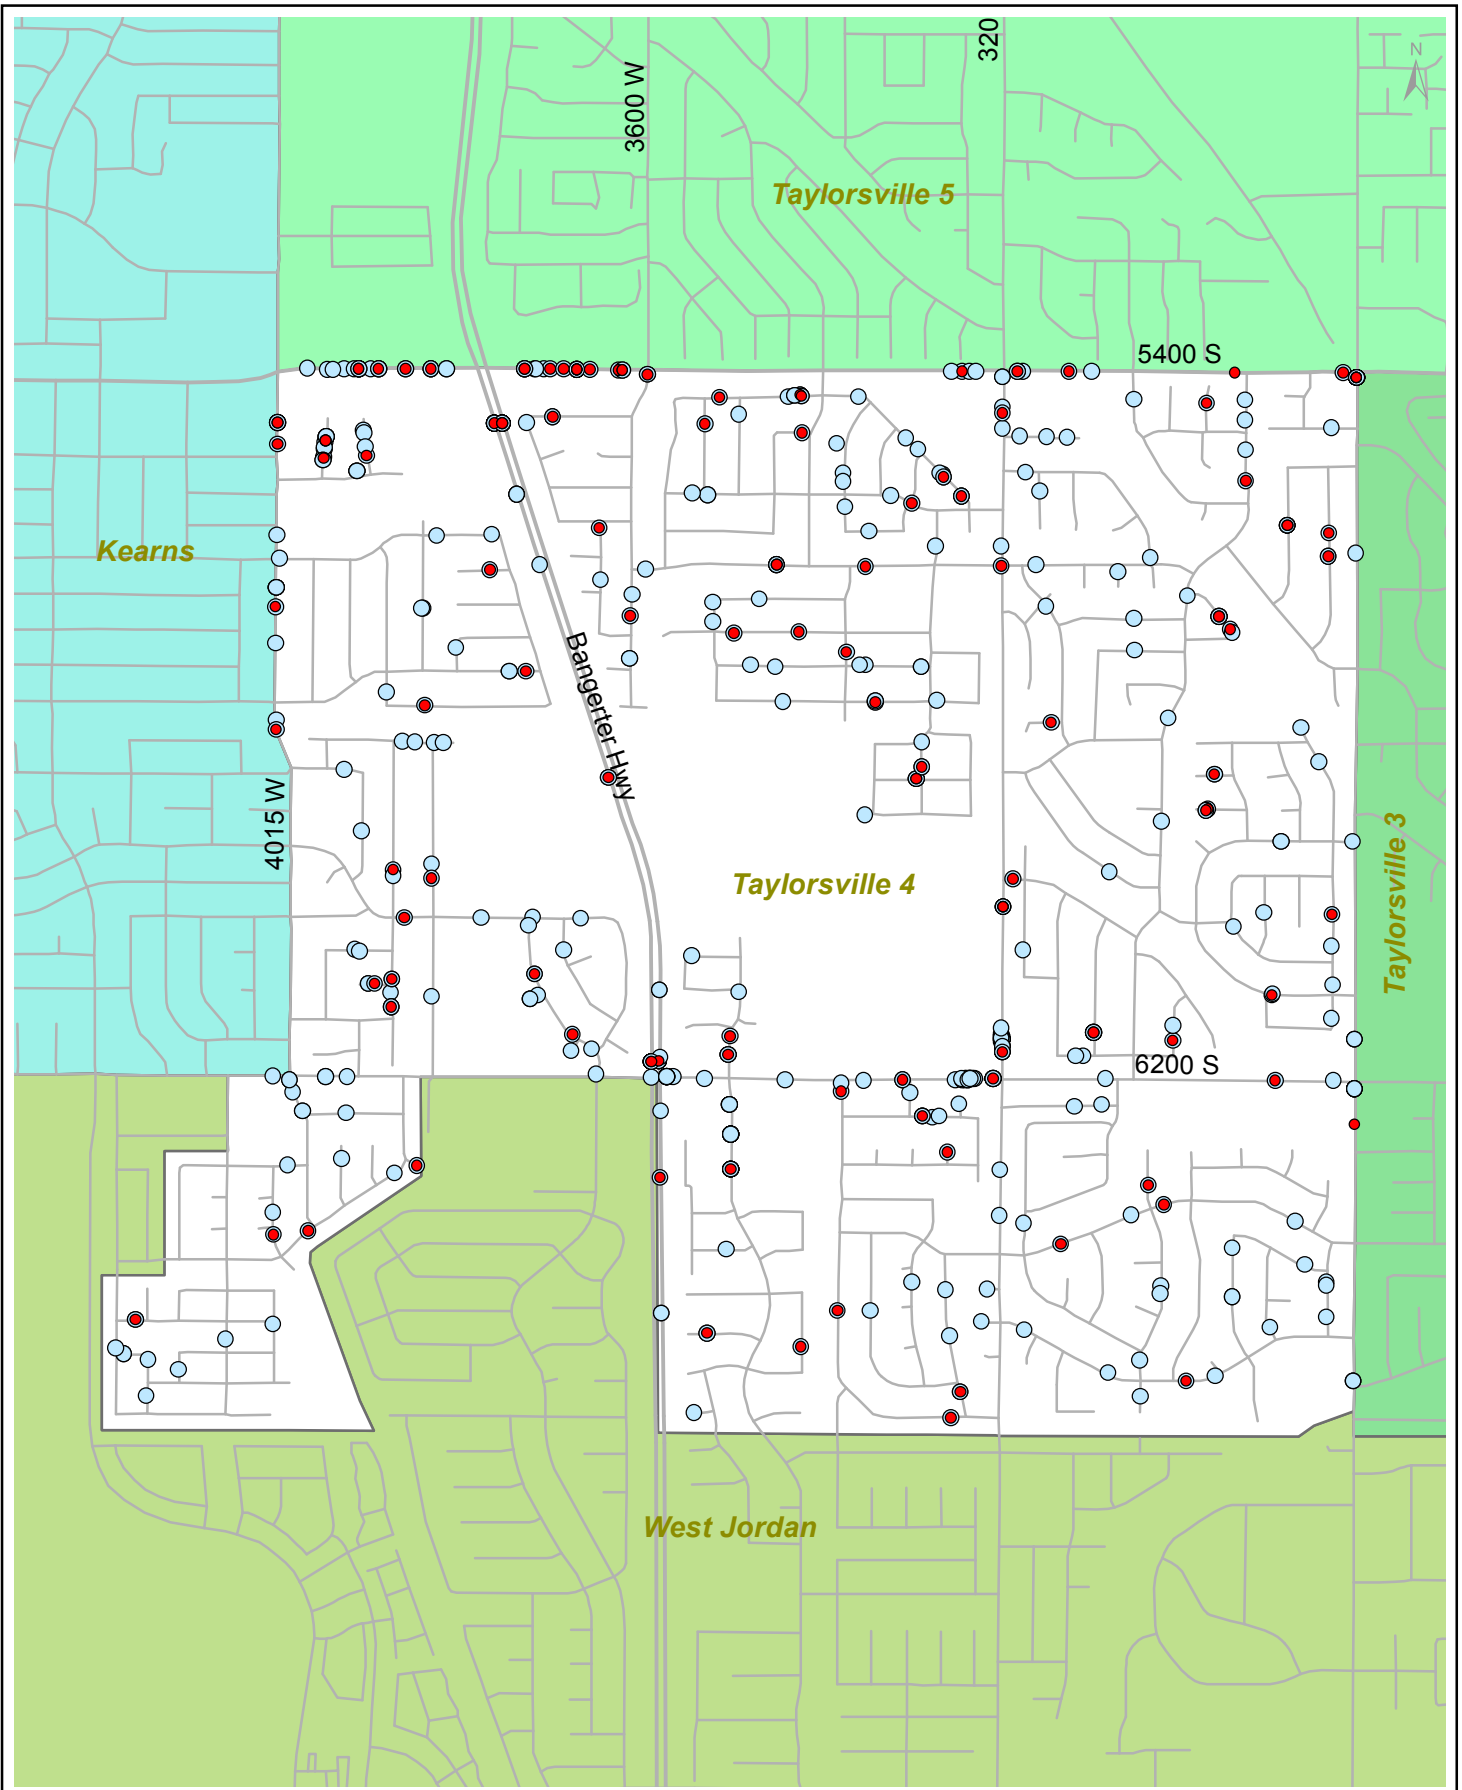 320
N
3600 W
Taylorsville 5
5400 S
Kearns
Bangerter Hwy
4015 W
Taylorsville 4
Taylorsville 3
6200 S
West Jordan